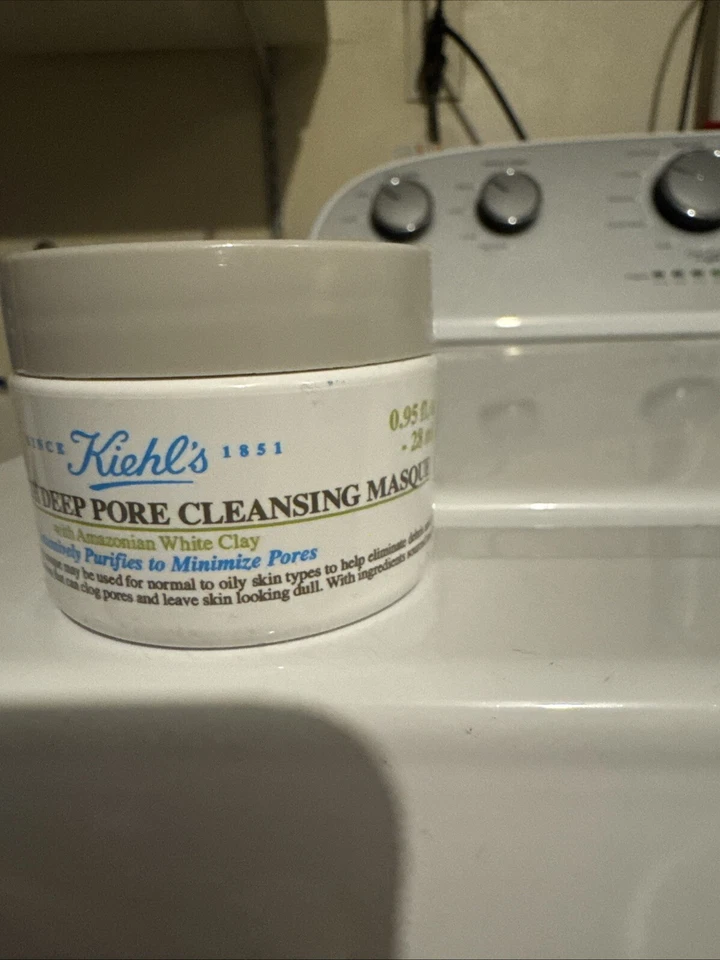 Kiehl's 1851
0.95 fl.
28
DEEP PORE CLEANSING MASQUE
with Amazonian White Clay
Purifies to Minimize Pores
may be used for normal to oily skin types to help eliminate
can clog pores and leave skin looking dull. With ingredients